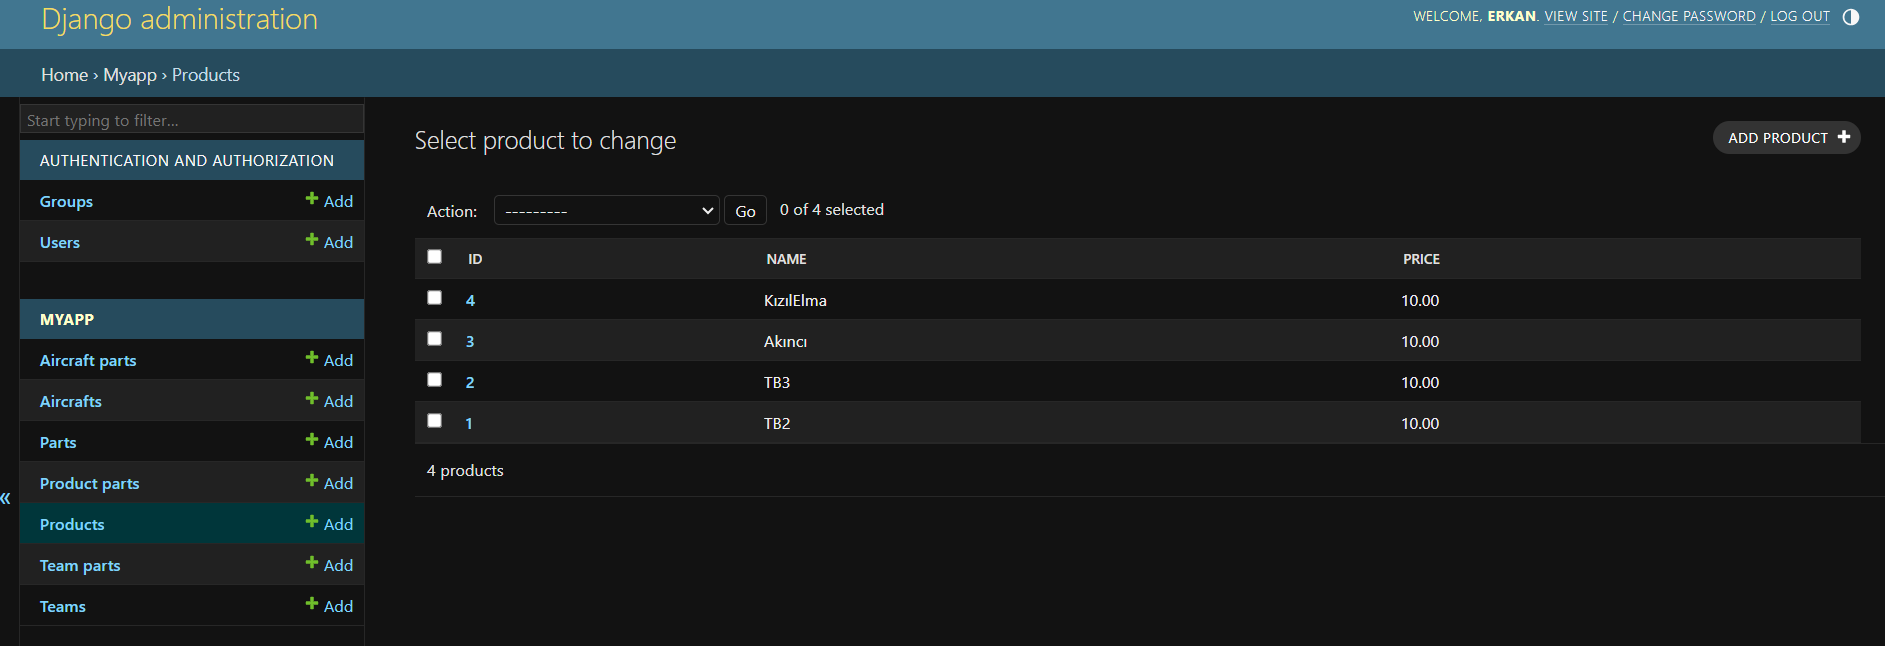 Django administration
WELCOME, ERKAN. VIEW SITE / CHANGE PASSWORD / LOG OUT
Home › Myapp › Products
Start typing to filter...
AUTHENTICATION AND AUTHORIZATION
Groups + Add
Users + Add
MYAPP
Aircraft parts + Add
Aircrafts + Add
Parts + Add
Product parts + Add
Products + Add
Team parts + Add
Teams + Add
«
Select product to change
ADD PRODUCT +
Action: --------- Go 0 of 4 selected
ID NAME PRICE
4 KızılElma 10.00
3 Akıncı 10.00
2 TB3 10.00
1 TB2 10.00
4 products